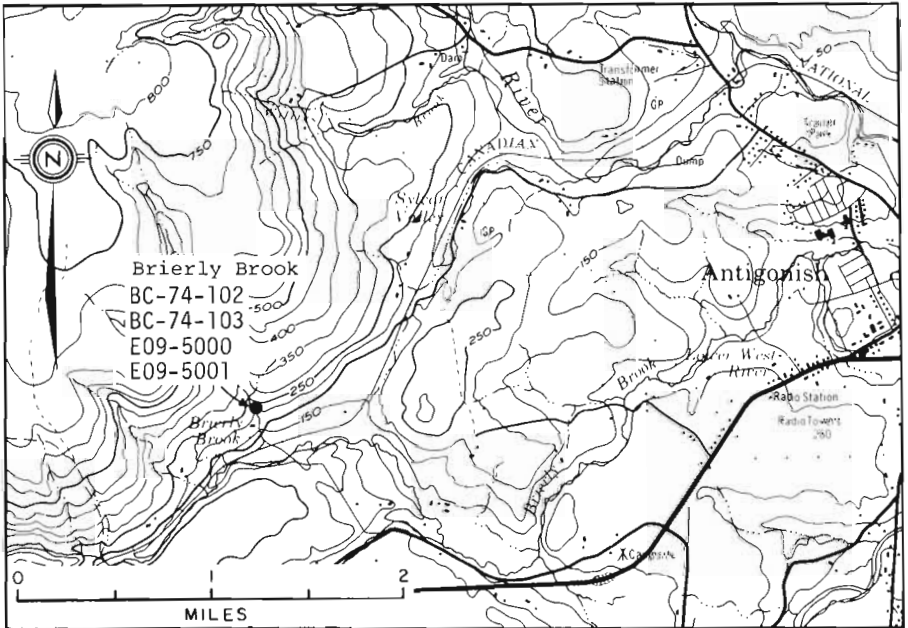 50
NATIONAL
800
Dam
Transformer
Station
River
GP
750
CANADIAN
Dump
Sylvan
Valley
GP
150
Brierly Brook
BC-74-102
BC-74-103
E09-5000
E09-5001
Antigonish
500
400
350
250
250
150
Brierly
Brook
Lower West
River
Brook
Radio Station
Radio Towers
260
Brierly
0
1
2
MILES